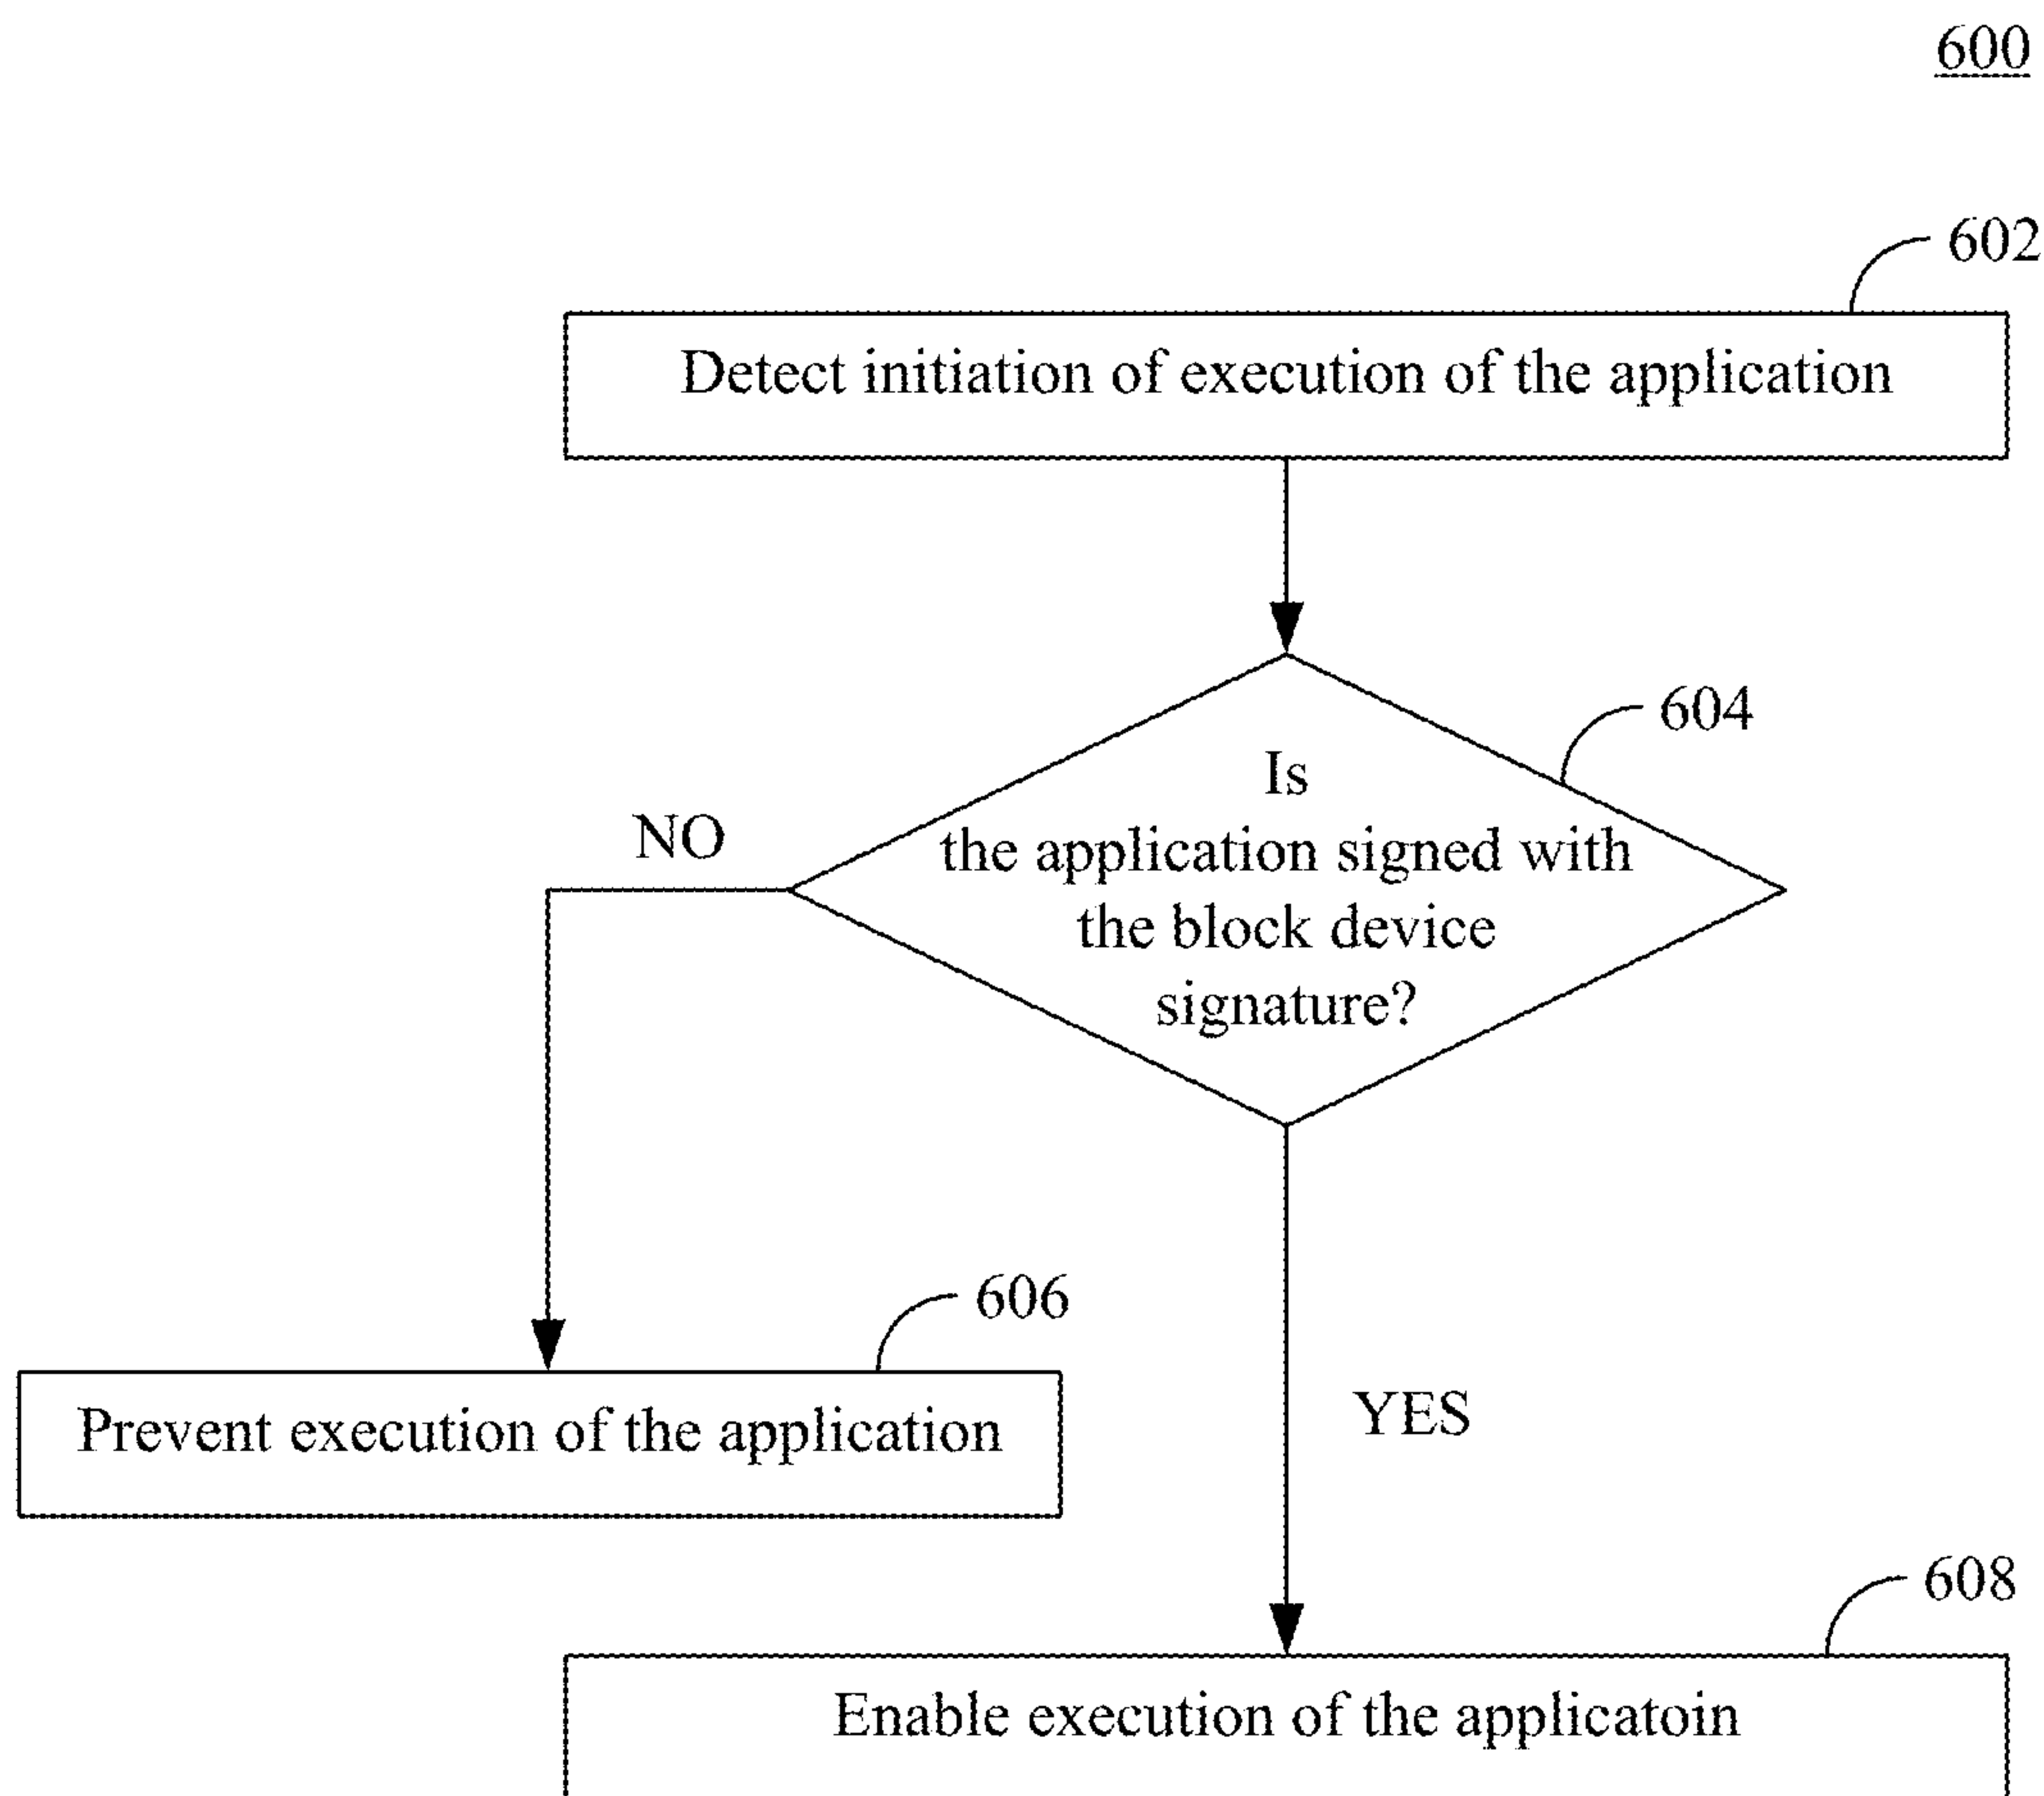 600
602
Detect initiation of execution of the application
604
Is
the application signed with
the block device
signature?
NO
606
Prevent execution of the application
YES
608
Enable execution of the applicatoin